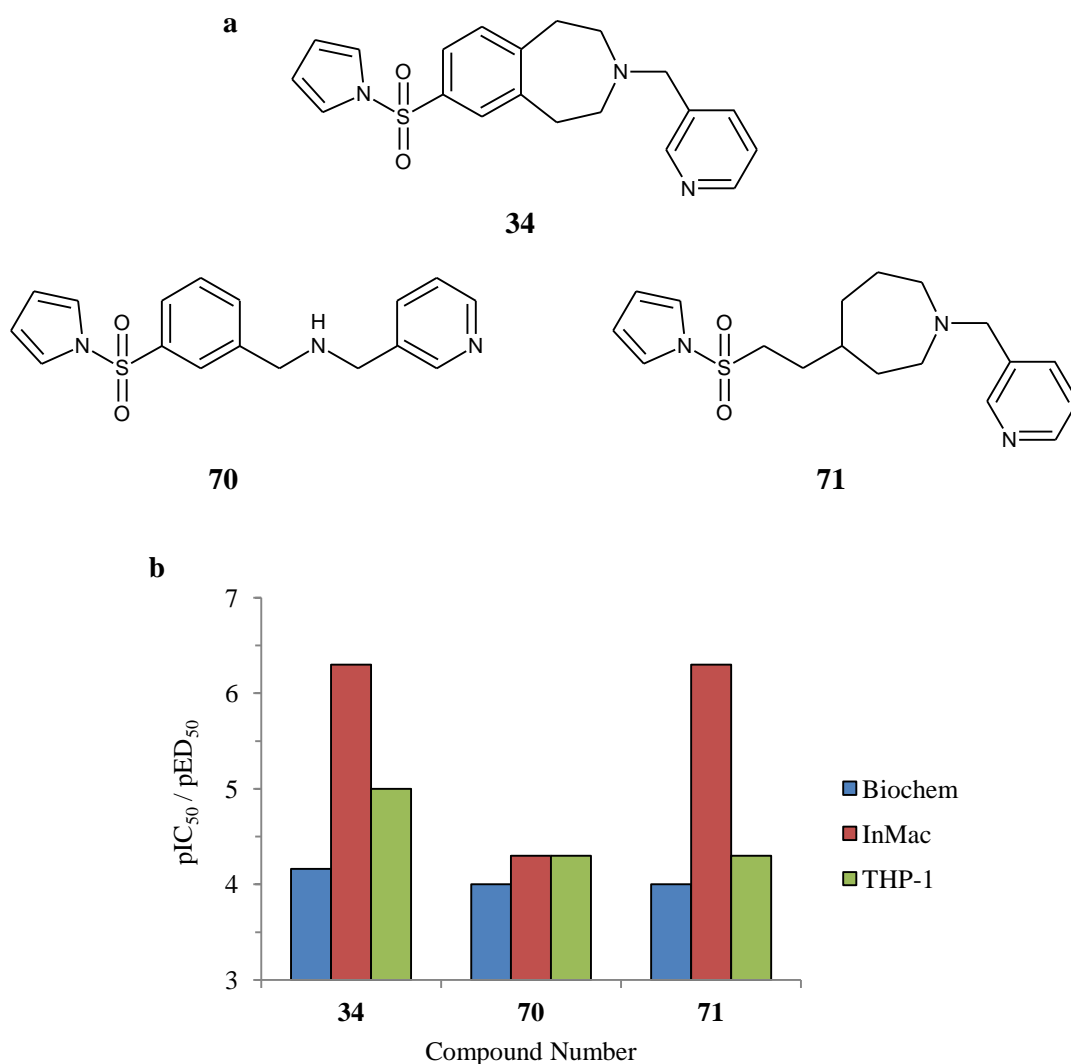 a
N
S
O
O
N
N
34
N
S
O
O
H
N
N
70
N
S
O
O
N
N
71
b
7
6
5
4
3
pIC50 / pED50
34
70
71
Compound Number
Biochem
InMac
THP-1